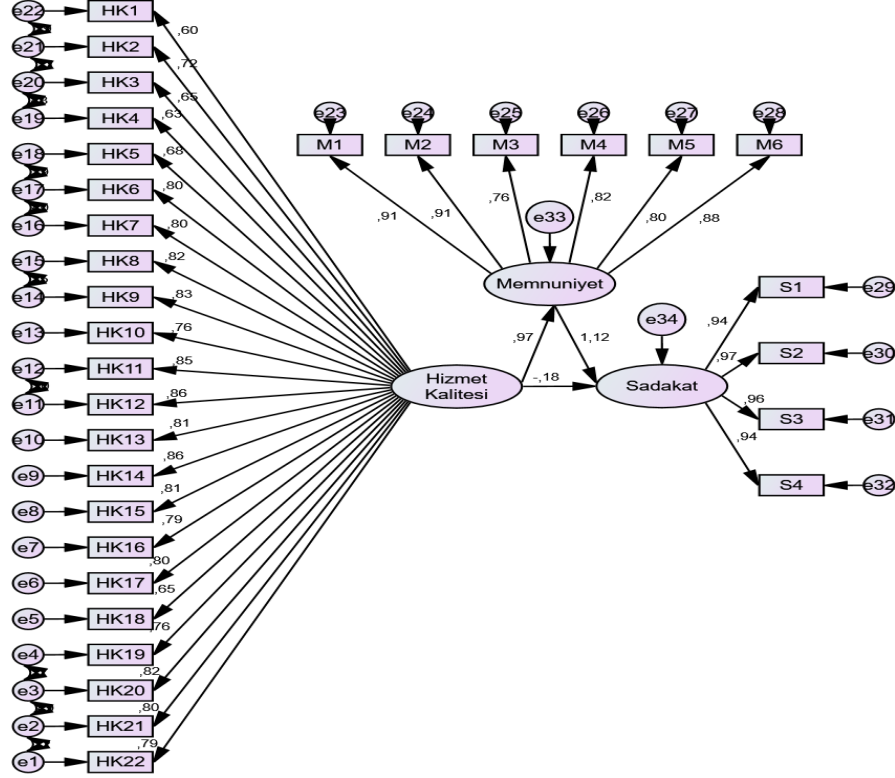 e22 HK1
,60
e21 HK2
,72
e20 HK3
,65
e19 HK4
,63
e18 HK5
,68
e17 HK6
,80
e16 HK7
,80
e15 HK8
,82
e14 HK9
,83
e13 HK10
,76
e12 HK11
,85
e11 HK12
,86
e10 HK13
,81
e9 HK14
,86
e8 HK15
,81
e7 HK16
,79
e6 HK17
,80
e5 HK18
,65
e4 HK19
,76
e3 HK20
,82
e2 HK21
,80
e1 HK22
,79
Hizmet
Kalitesi
e23 e24 e25 e26 e27 e28
M1 M2 M3 M4 M5 M6
,91 ,91 ,76 ,82 ,80 ,88
e33
Memnuniyet
,97 1,12
-,18
e34
Sadakat
,94 S1 e29
,97 S2 e30
,96 S3 e31
,94 S4 e32